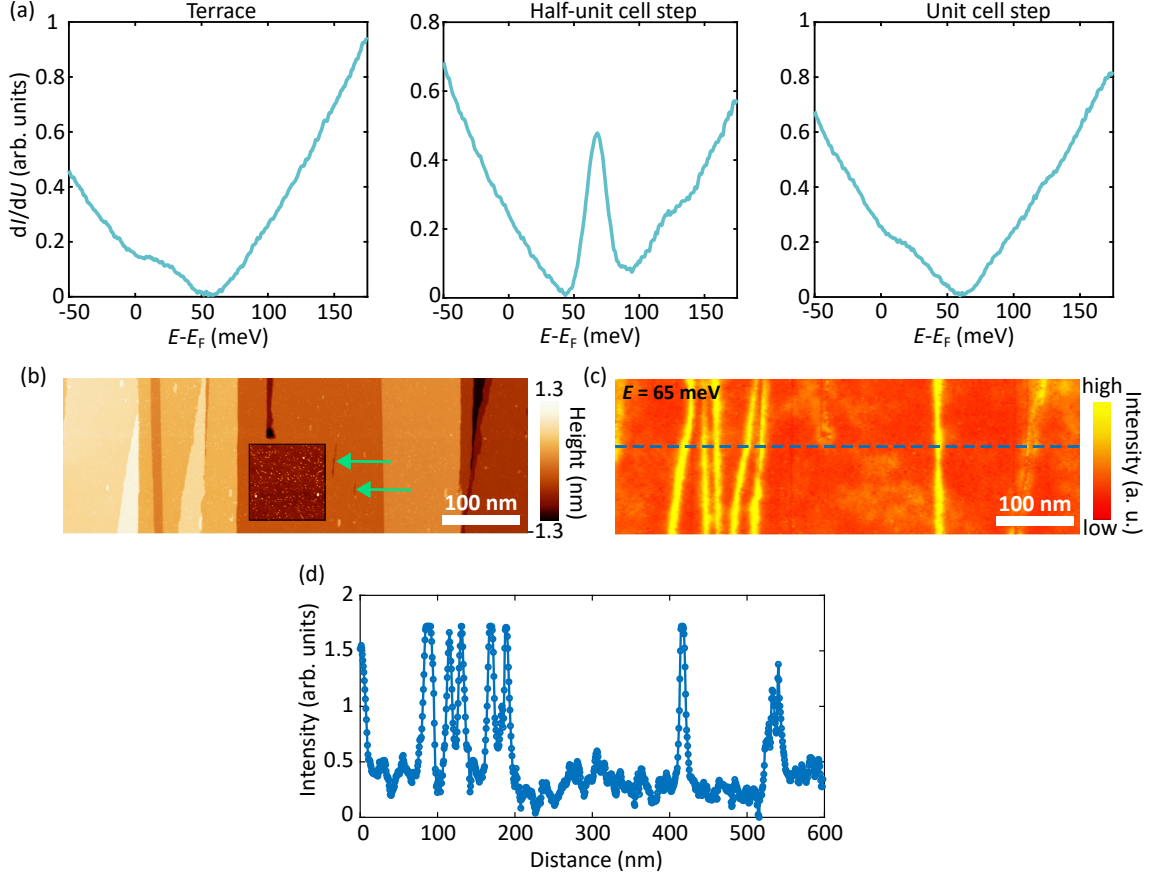 (a)
Terrace
Half-unit cell step
Unit cell step
dI/dU (arb. units)
1
0.8
0.6
0.4
0.2
0
-50 0 50 100 150
E-E_F (meV)
0.8
0.6
0.4
0.2
0
-50 0 50 100 150
E-E_F (meV)
1
0.8
0.6
0.4
0.2
0
-50 0 50 100 150
E-E_F (meV)
(b)
100 nm
1.3
Height (nm)
-1.3
(c)
E = 65 meV
100 nm
high
Intensity (a. u.)
low
(d)
Intensity (arb. units)
2
1.5
1
0.5
0
0 100 200 300 400 500 600
Distance (nm)